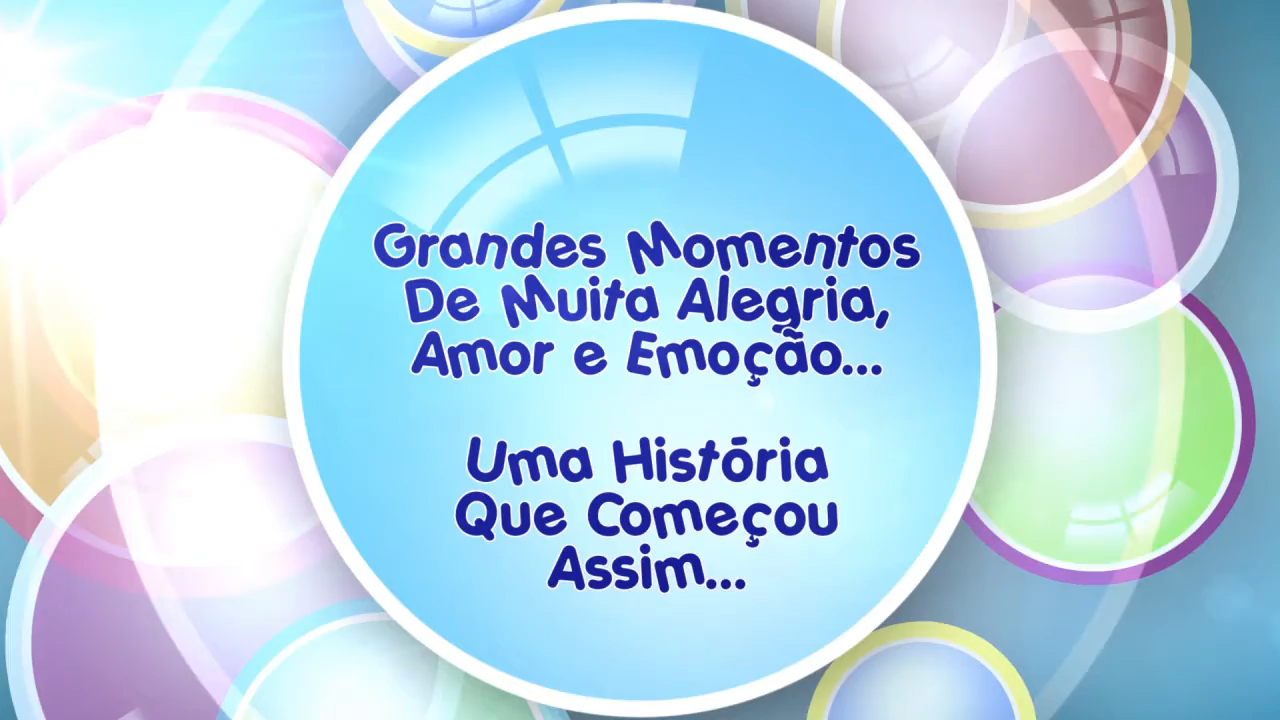 Grandes Momentos
De Muita Alegria,
Amor e Emoção...
Uma História
Que Começou
Assim...